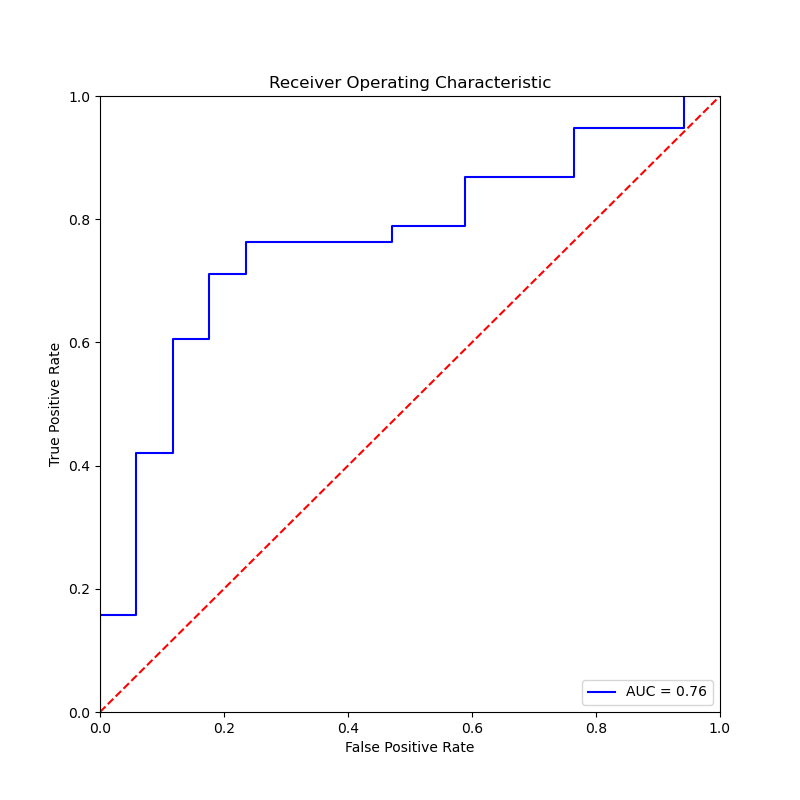 Receiver Operating Characteristic
1.0
0.8
0.6
0.4
0.2
0.0
True Positive Rate
AUC = 0.76
0.0 0.2 0.4 0.6 0.8 1.0
False Positive Rate